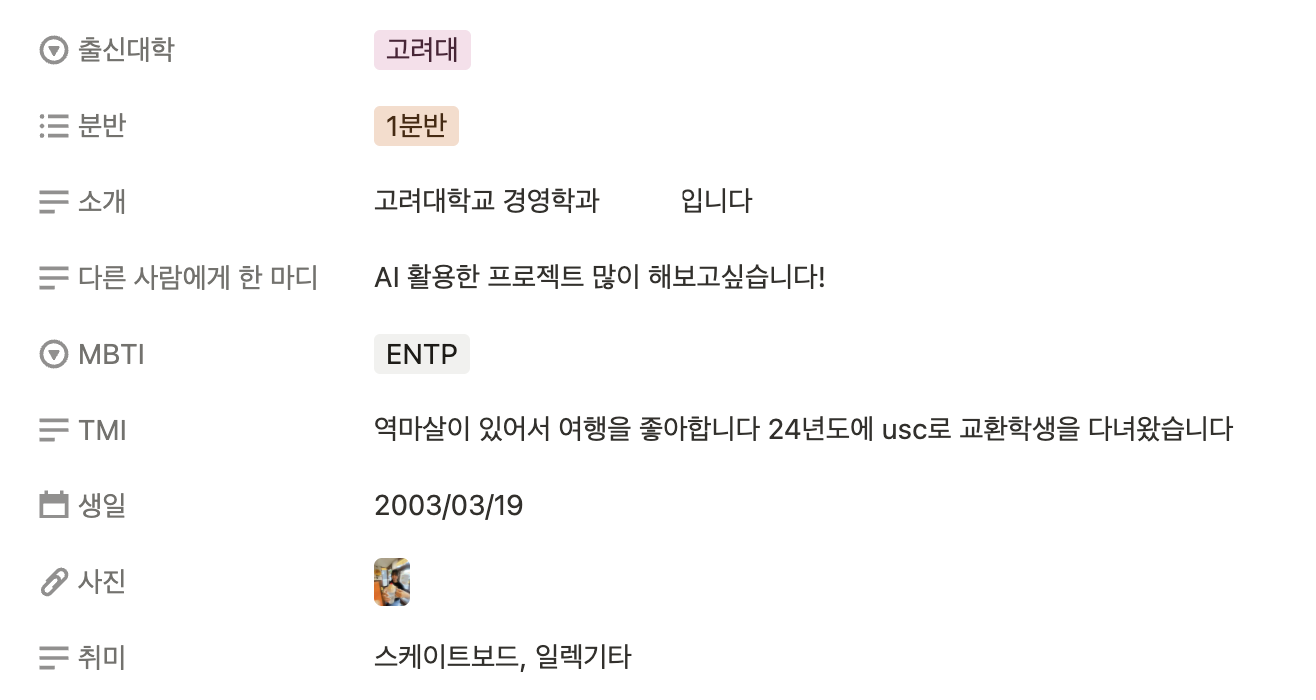 출신대학 고려대
분반 1분반
소개 고려대학교 경영학과 입니다
다른 사람에게 한 마디 AI 활용한 프로젝트 많이 해보고싶습니다!
MBTI ENTP
TMI 역마살이 있어서 여행을 좋아합니다 24년도에 usc로 교환학생을 다녀왔습니다
생일 2003/03/19
사진
취미 스케이트보드, 일렉기타